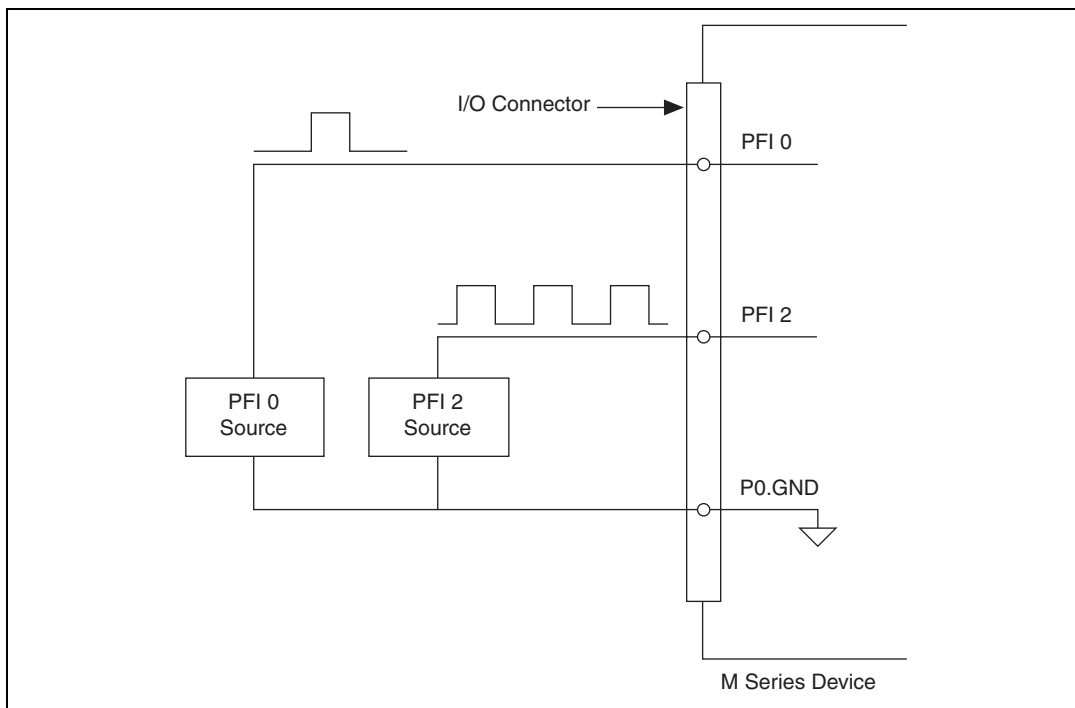 I/O Connector
PFI 0
PFI 2
PFI 0
Source
PFI 2
Source
P0.GND
M Series Device